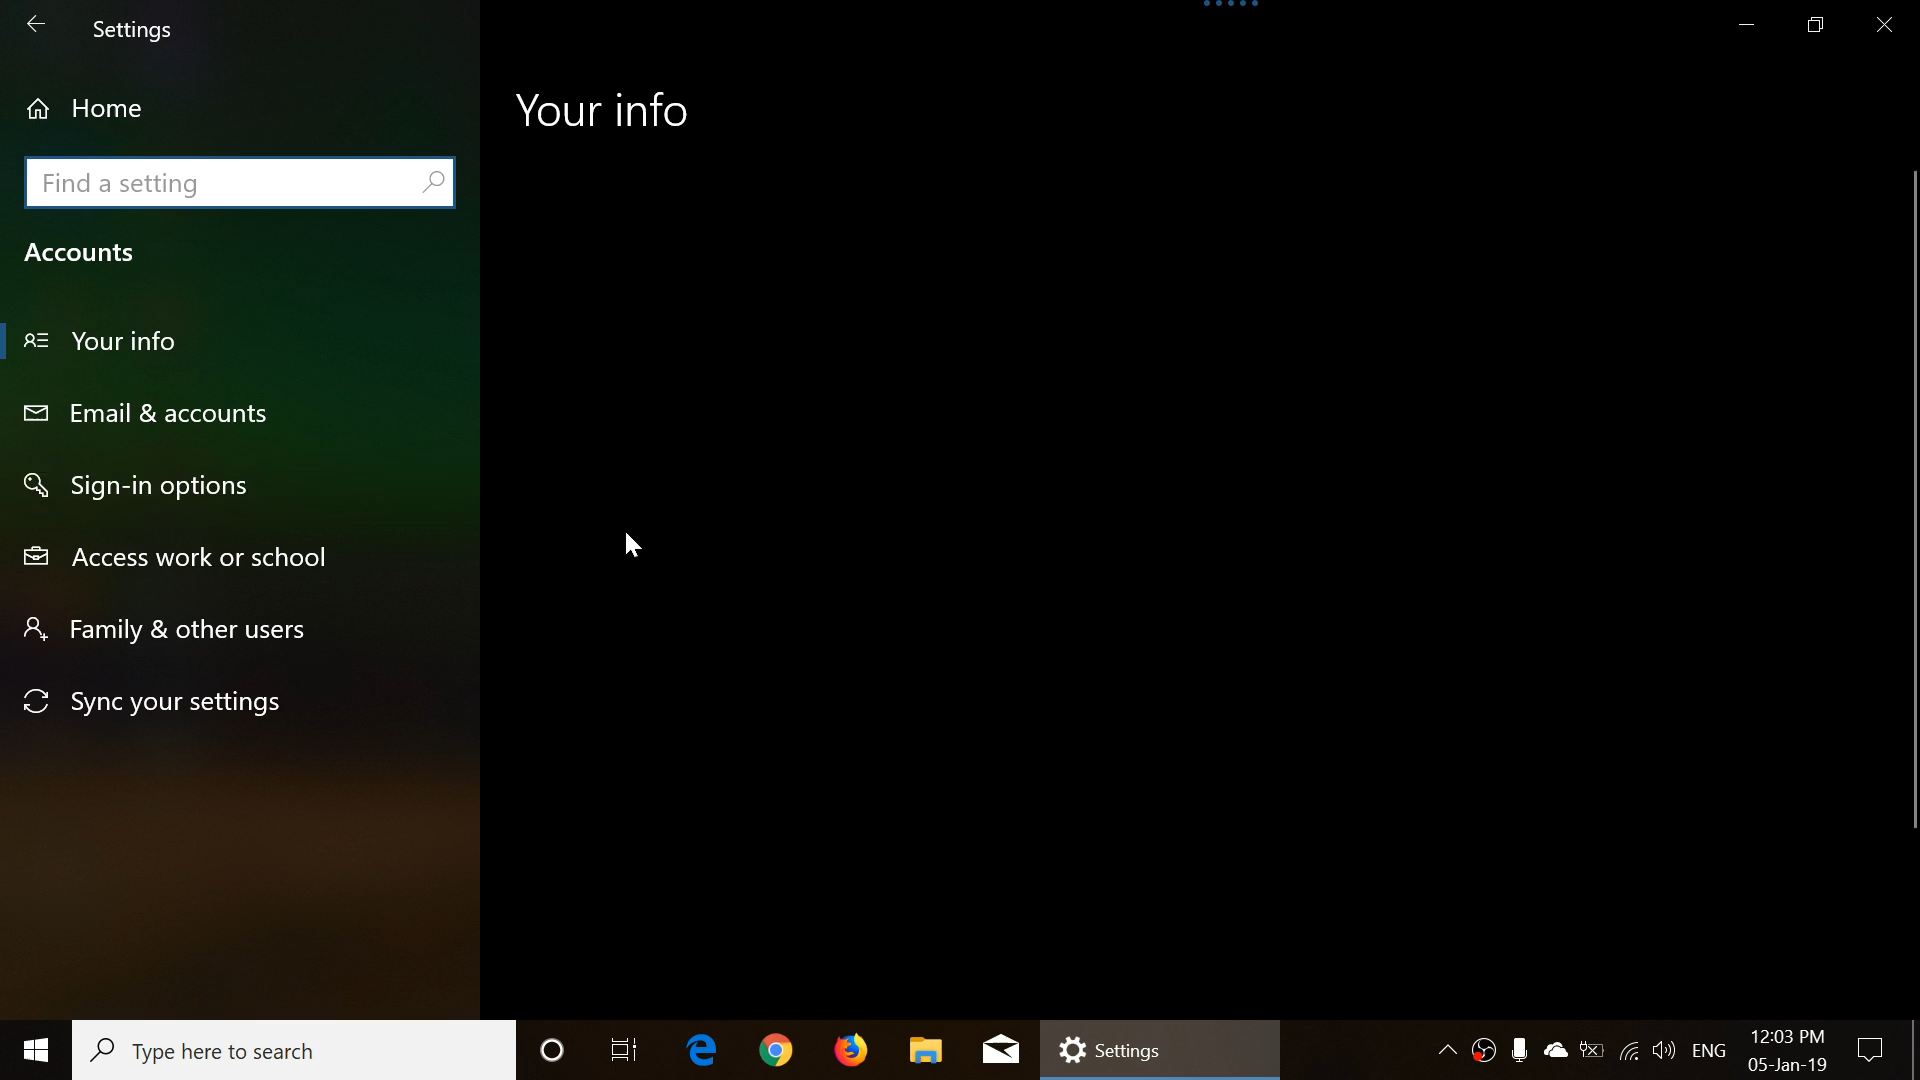 Settings
Home
Find a setting
Accounts
Your info
Email & accounts
Sign-in options
Access work or school
Family & other users
Sync your settings
Your info
Type here to search
Settings
ENG
12:03 PM
05-Jan-19